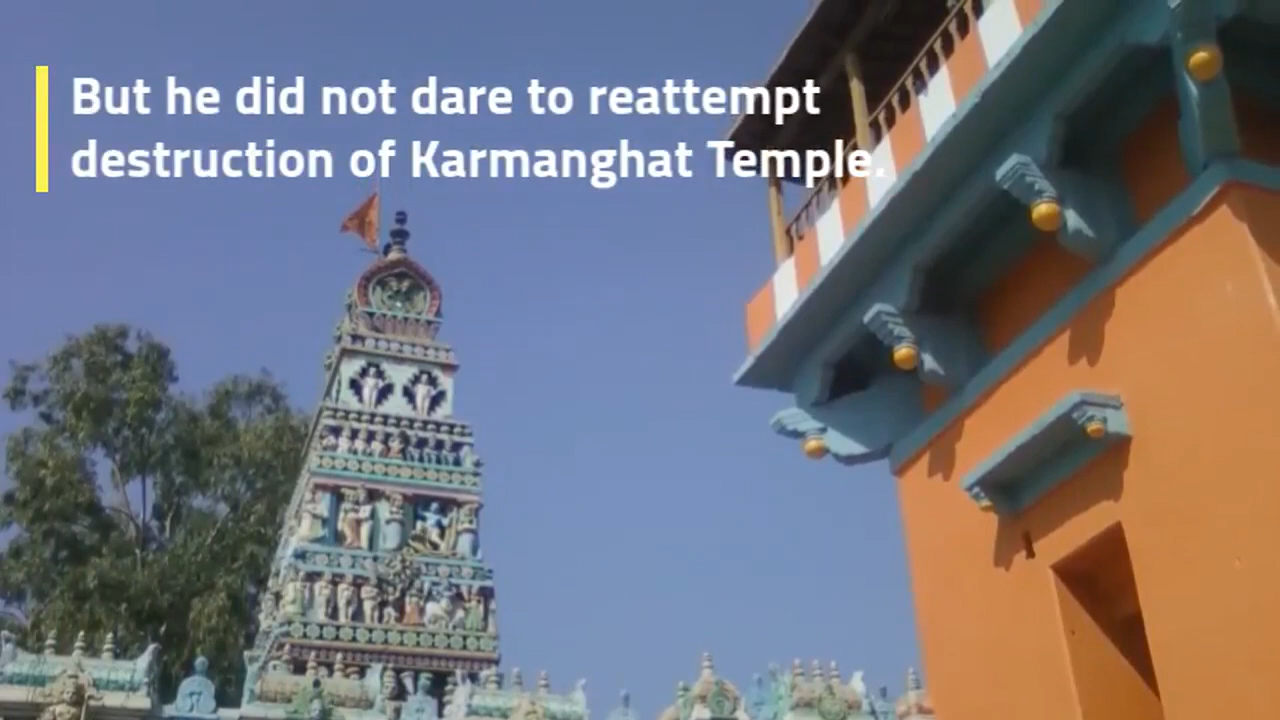 But he did not dare to reattempt
destruction of Karmanghat Temple.